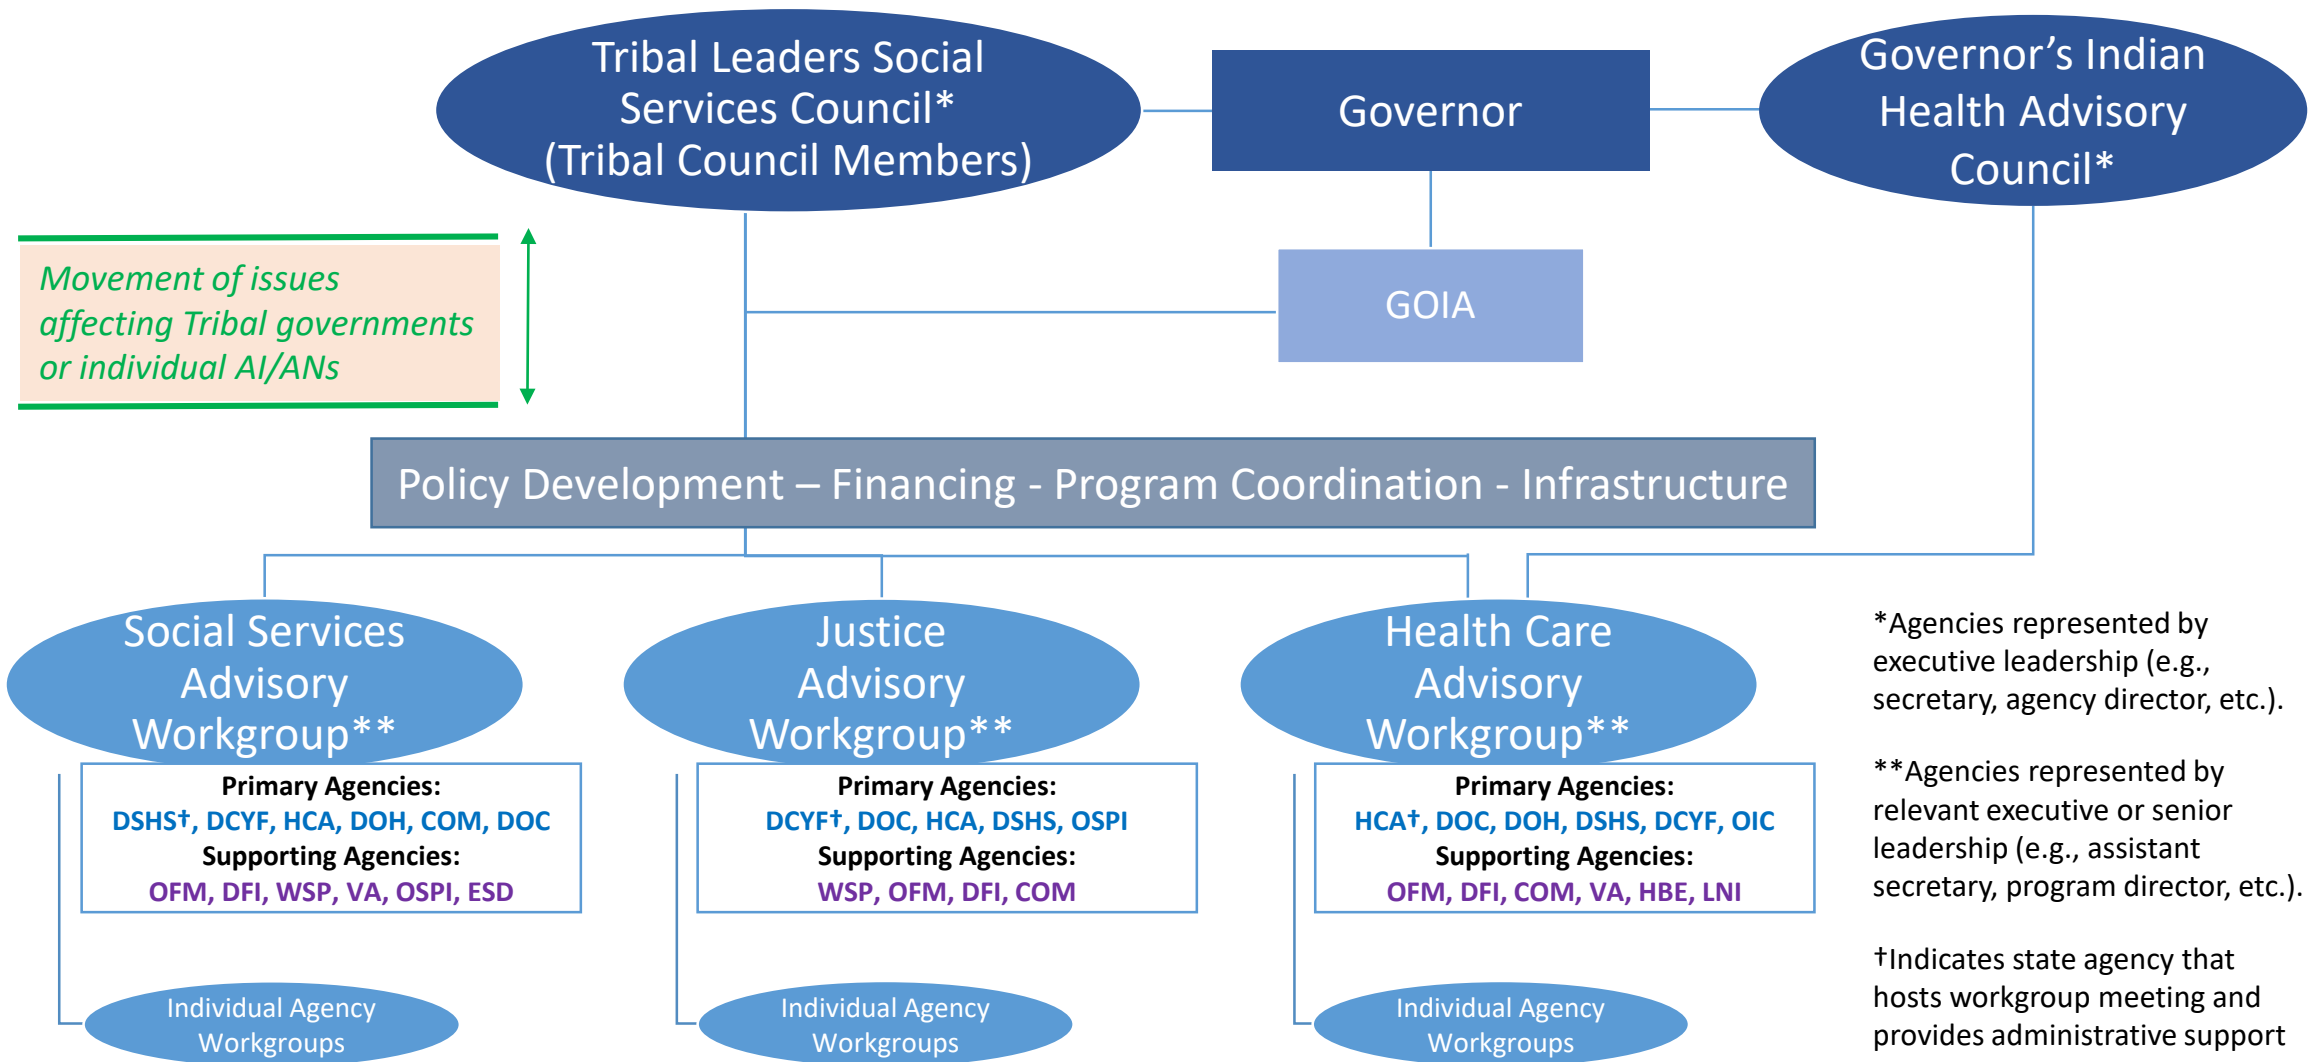 Tribal Leaders Social
Services Council*
(Tribal Council Members)
Governor
Governor’s Indian
Health Advisory
Council*
GOIA
Movement of issues
affecting Tribal governments
or individual AI/ANs
Policy Development – Financing - Program Coordination - Infrastructure
Social Services
Advisory
Workgroup**
Primary Agencies:
DSHS†, DCYF, HCA, DOH, COM, DOC
Supporting Agencies:
OFM, DFI, WSP, VA, OSPI, ESD
Individual Agency
Workgroups
Justice
Advisory
Workgroup**
Primary Agencies:
DCYF†, DOC, HCA, DSHS, OSPI
Supporting Agencies:
WSP, OFM, DFI, COM
Individual Agency
Workgroups
Health Care
Advisory
Workgroup**
Primary Agencies:
HCA†, DOC, DOH, DSHS, DCYF, OIC
Supporting Agencies:
OFM, DFI, COM, VA, HBE, LNI
Individual Agency
Workgroups
*Agencies represented by
executive leadership (e.g.,
secretary, agency director, etc.).
**Agencies represented by
relevant executive or senior
leadership (e.g., assistant
secretary, program director, etc.).
†Indicates state agency that
hosts workgroup meeting and
provides administrative support